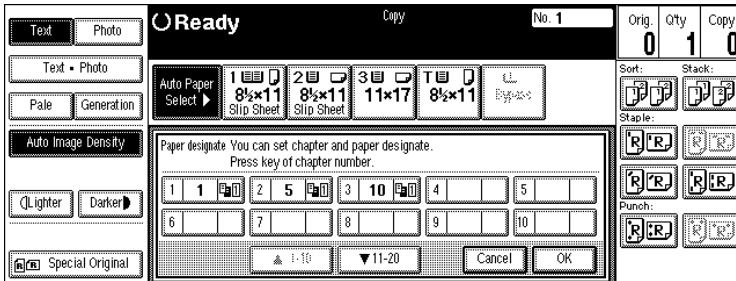 Text
Photo
Text • Photo
Pale
Generation
Auto Image Density
Lighter
Darker
Special Original
Ready
Copy
No. 1
Auto Paper
Select
1
8½×11
Slip Sheet
2
8½×11
Slip Sheet
3
11×17
T
8½×11
Bypass
Paper designate You can set chapter and paper designate.
Press key of chapter number.
1 1 2 5 3 10 4 5
6 7 8 9 10
▲ 1-10
▼11-20
Cancel
OK
Orig. Q'ty Copy
0 1 0
Sort: Stack:
Staple:
Punch: